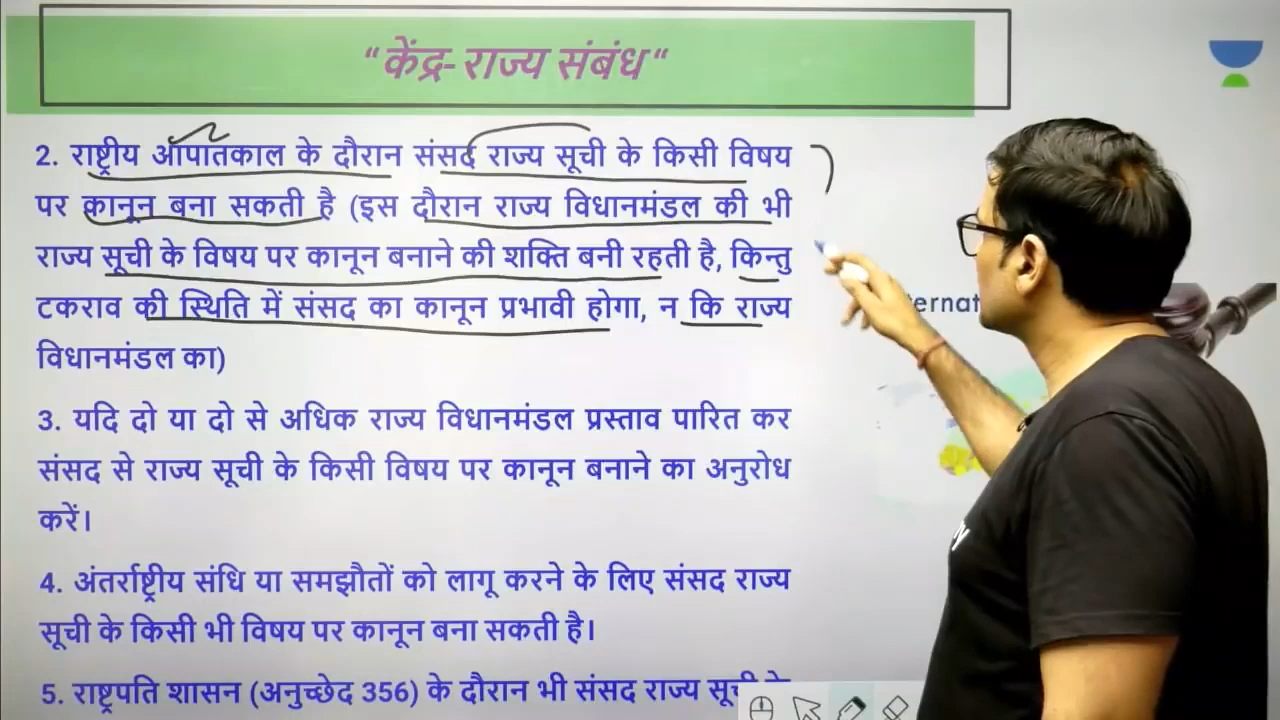 “केंद्र- राज्य संबंध“
2. राष्ट्रीय आपातकाल के दौरान संसद राज्य सूची के किसी विषय
पर कानून बना सकती है (इस दौरान राज्य विधानमंडल की भी
राज्य सूची के विषय पर कानून बनाने की शक्ति बनी रहती है, किन्तु
टकराव की स्थिति में संसद का कानून प्रभावी होगा, न कि राज्य
विधानमंडल का)
3. यदि दो या दो से अधिक राज्य विधानमंडल प्रस्ताव पारित कर
संसद से राज्य सूची के किसी विषय पर कानून बनाने का अनुरोध
करें।
4. अंतर्राष्ट्रीय संधि या समझौतों को लागू करने के लिए संसद राज्य
सूची के किसी भी विषय पर कानून बना सकती है।
5. राष्ट्रपति शासन (अनुच्छेद 356) के दौरान भी संसद राज्य